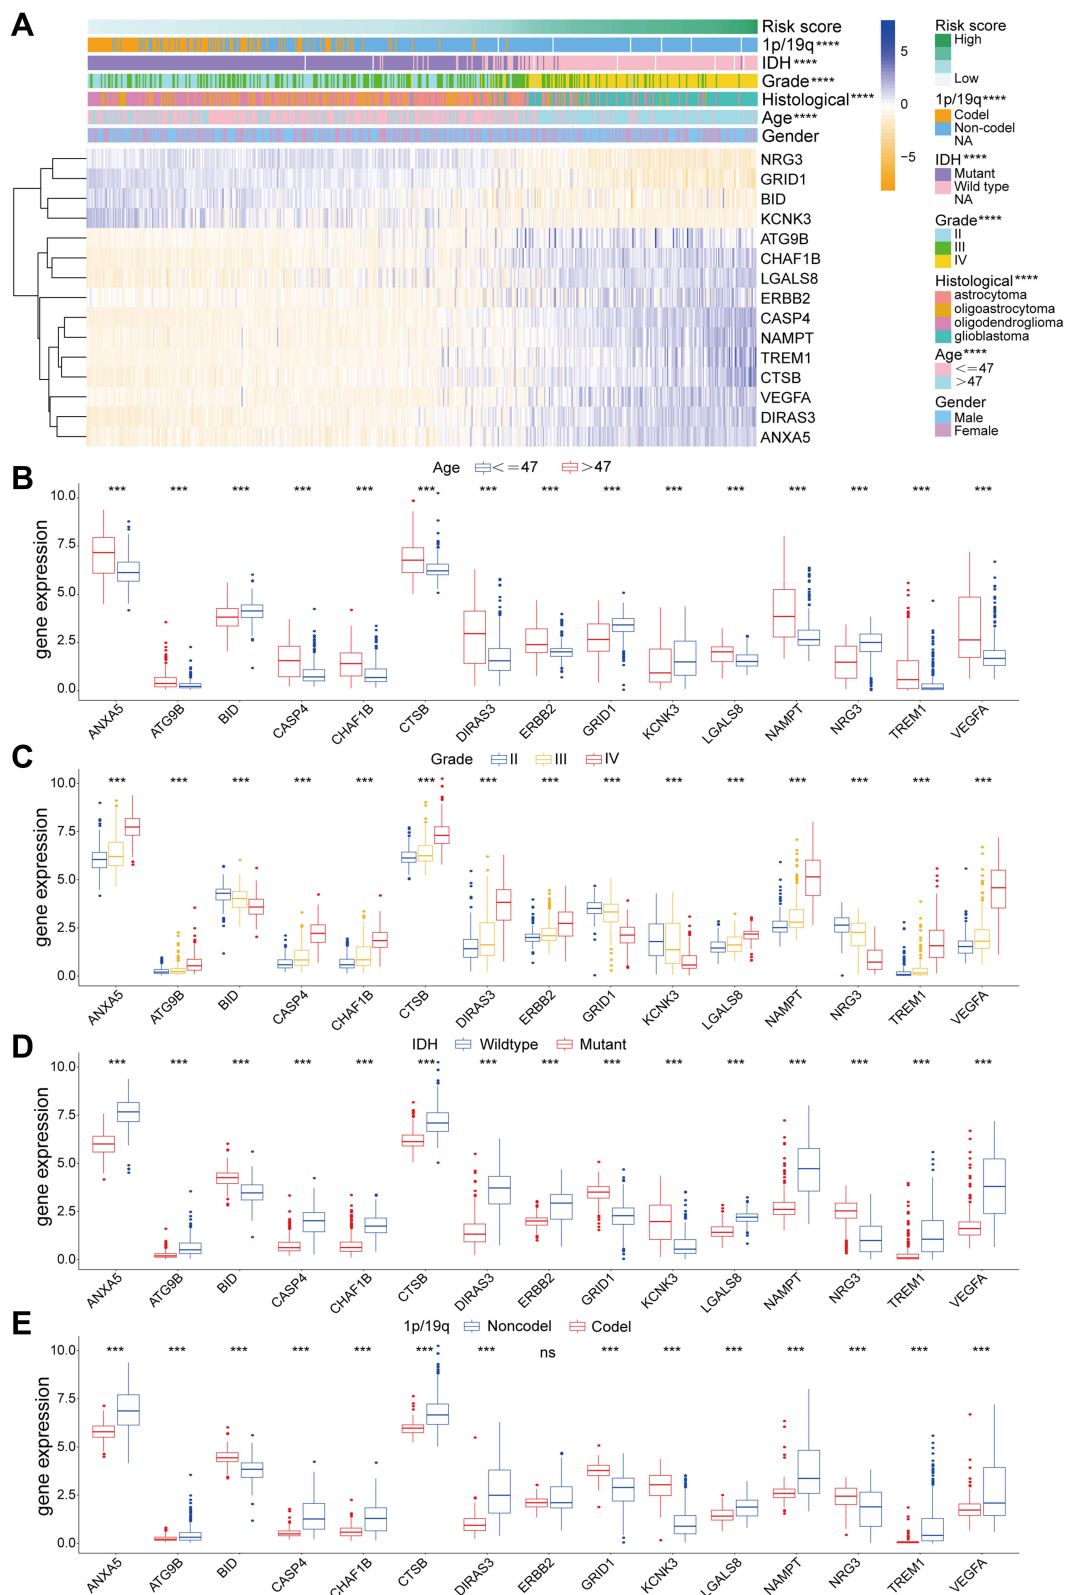 A
Risk score
1p/19q****
IDH****
Grade****
Histological****
Age****
Gender
NRG3
GRID1
BID
KCNK3
ATG9B
CHAF1B
LGALS8
ERBB2
CASP4
NAMPT
TREM1
CTSB
VEGFA
DIRAS3
ANXA5
5
0
−5
Risk score
High
Low
1p/19q****
Codel
Non-codel
NA
IDH****
Mutant
Wild type
NA
Grade****
II
III
IV
Histological****
astrocytoma
oligoastrocytoma
oligodendroglioma
glioblastoma
Age****
<=47
>47
Gender
Male
Female
B
Age <=47 >47
gene expression
10.0
7.5
5.0
2.5
0.0
*** *** *** *** *** *** *** *** *** *** *** *** *** *** ***
ANXA5 ATG9B BID CASP4 CHAF1B CTSB DIRAS3 ERBB2 GRID1 KCNK3 LGALS8 NAMPT NRG3 TREM1 VEGFA
C
Grade II III IV
gene expression
10.0
7.5
5.0
2.5
0.0
*** *** *** *** *** *** *** *** *** *** *** *** *** *** ***
ANXA5 ATG9B BID CASP4 CHAF1B CTSB DIRAS3 ERBB2 GRID1 KCNK3 LGALS8 NAMPT NRG3 TREM1 VEGFA
D
IDH Wildtype Mutant
gene expression
10.0
7.5
5.0
2.5
0.0
*** *** *** *** *** *** *** *** *** *** *** *** *** *** ***
ANXA5 ATG9B BID CASP4 CHAF1B CTSB DIRAS3 ERBB2 GRID1 KCNK3 LGALS8 NAMPT NRG3 TREM1 VEGFA
E
1p/19q Noncodel Codel
gene expression
10.0
7.5
5.0
2.5
0.0
*** *** *** *** *** *** *** ns *** *** *** *** *** *** ***
ANXA5 ATG9B BID CASP4 CHAF1B CTSB DIRAS3 ERBB2 GRID1 KCNK3 LGALS8 NAMPT NRG3 TREM1 VEGFA